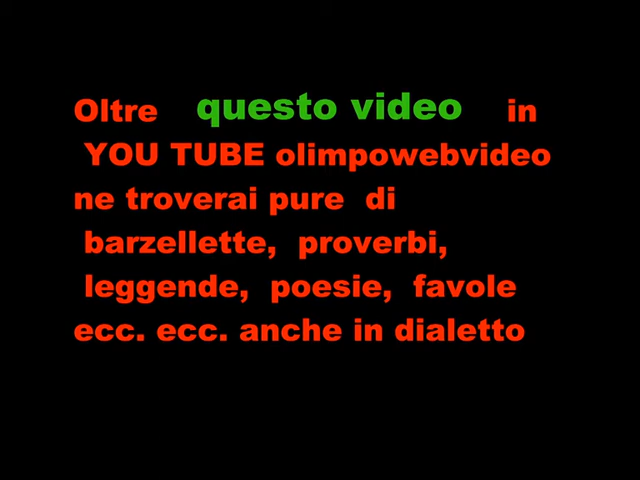 Oltre questo video in
YOU TUBE olimpowebvideo
ne troverai pure di
barzellette, proverbi,
leggende, poesie, favole
ecc. ecc. anche in dialetto